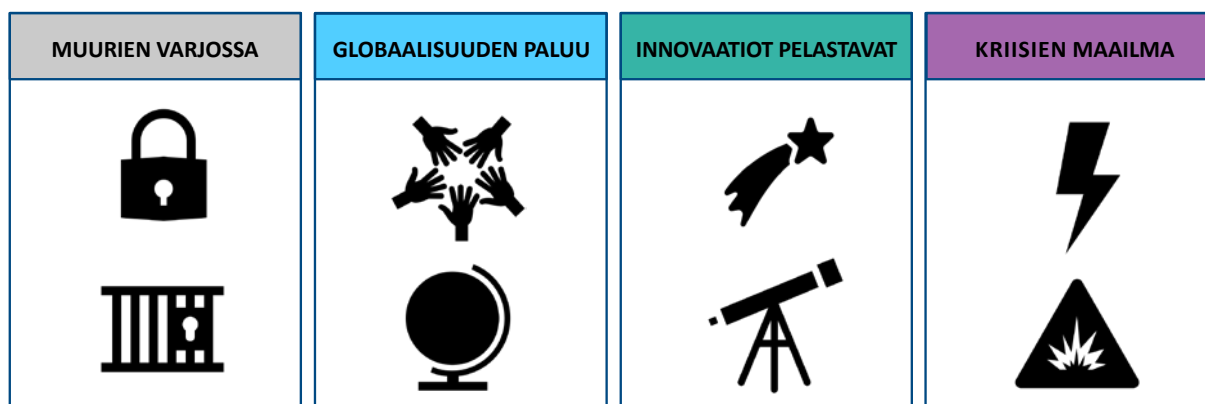 MUURIEN VARJOSSA
GLOBAALISUUDEN PALUU
INNOVAATIOT PELASTAVAT
KRIISIEN MAAILMA